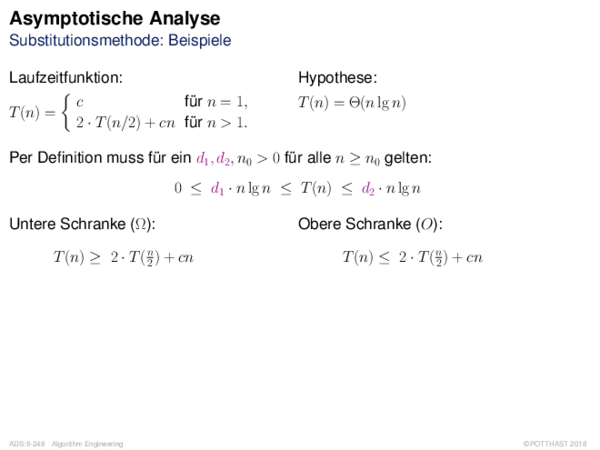 Asymptotische Analyse
Substitutionsmethode: Beispiele
Laufzeitfunktion:
T(n) = { c für n = 1,
2 · T(n/2) + cn für n > 1.
Hypothese:
T(n) = Θ(n lg n)
Per Definition muss für ein d₁, d₂, n₀ > 0 für alle n ≥ n₀ gelten:
0 ≤ d₁ · n lg n ≤ T(n) ≤ d₂ · n lg n
Untere Schranke (Ω):
T(n) ≥ 2 · T(n/2) + cn
Obere Schranke (O):
T(n) ≤ 2 · T(n/2) + cn
ADS:9-248 Algorithm Engineering
© POTTHAST 2018